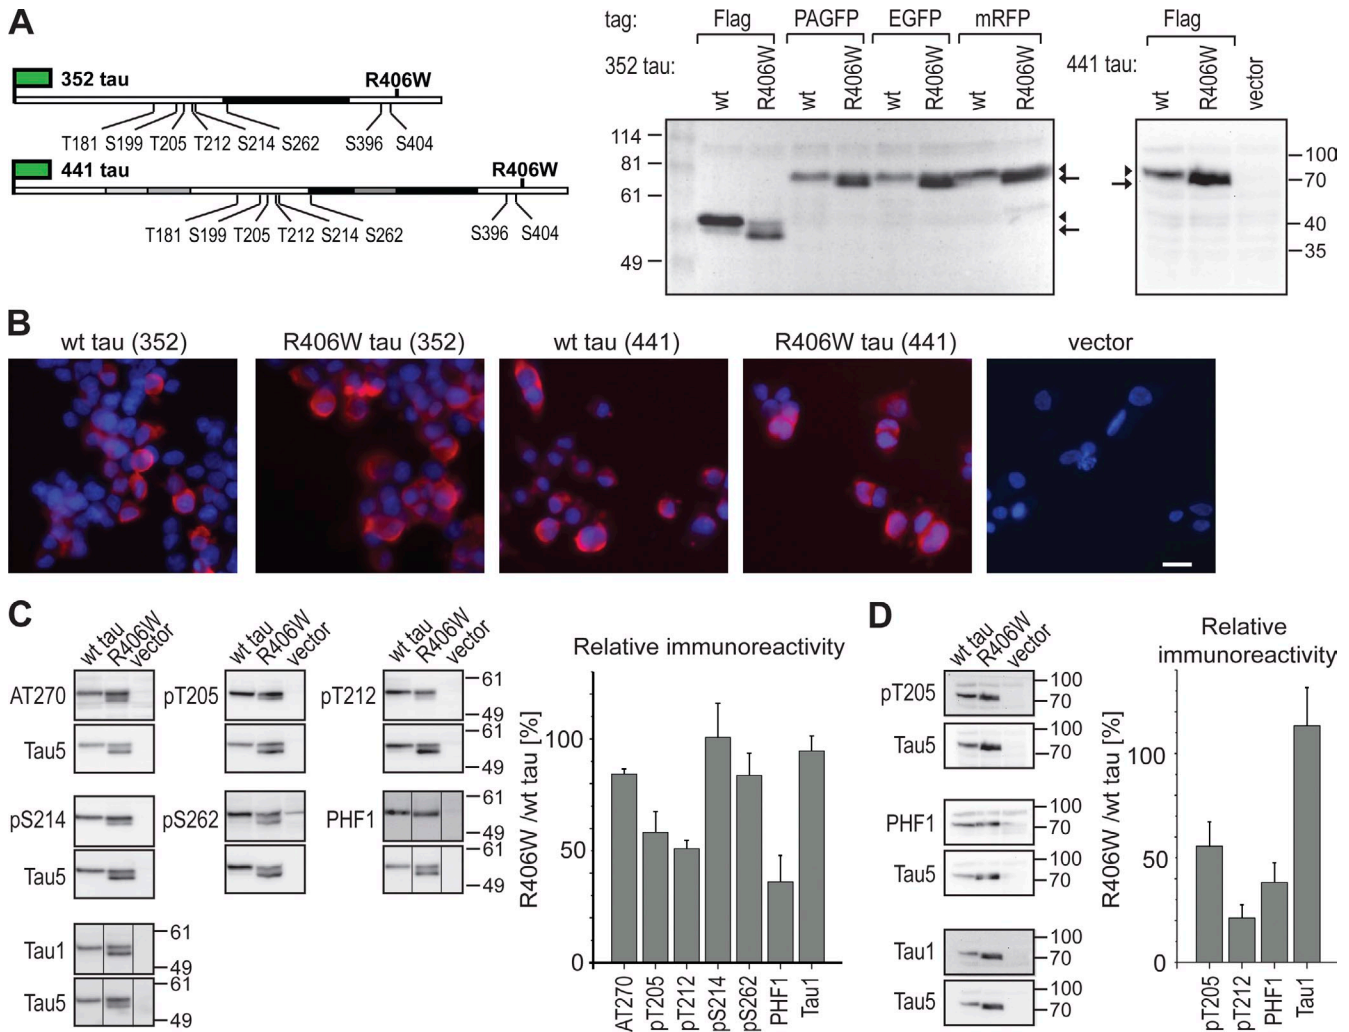 A
352 tau
R406W
T181 S199 T205 T212 S214 S262 S396 S404
441 tau
R406W
T181 S199 T205 T212 S214 S262 S396 S404
tag: Flag PAGFP EGFP mRFP
352 tau: wt R406W wt R406W wt R406W wt R406W
114
81
61
49
Flag
441 tau: wt R406W vector
100
70
40
35
B
wt tau (352) R406W tau (352) wt tau (441) R406W tau (441) vector
C
wt tau R406W vector wt tau R406W vector wt tau R406W vector
AT270 pT205 pT212 61 49
Tau5 61 49
pS214 pS262 PHF1 61 49
Tau5 61 49
Tau1 61 49
Tau5 61 49
Relative immunoreactivity
R406W /wt tau [%]
100
50
0
AT270 pT205 pT212 pS214 pS262 PHF1 Tau1
D
wt tau R406W vector
pT205 100 70
Tau5 100 70
PHF1 100 70
Tau5 100 70
Tau1 100 70
Tau5 100 70
Relative
immunoreactivity
R406W /wt tau [%]
100
50
0
pT205 pT212 PHF1 Tau1